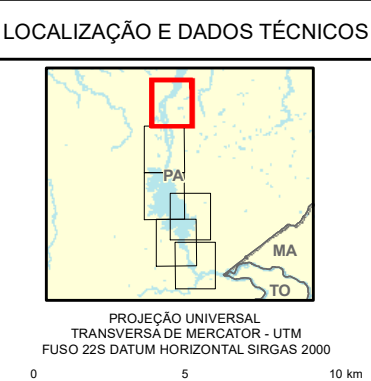 LOCALIZAÇÃO E DADOS TÉCNICOS
PA
MA
TO
PROJEÇÃO UNIVERSAL
TRANSVERSA DE MERCATOR - UTM
FUSO 22S DATUM HORIZONTAL SIRGAS 2000
0 5 10 km